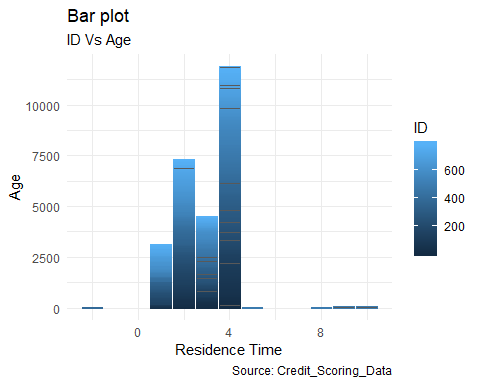 Bar plot
ID Vs Age
Age
10000
7500
5000
2500
0
0
4
8
Residence Time
ID
600
400
200
Source: Credit_Scoring_Data